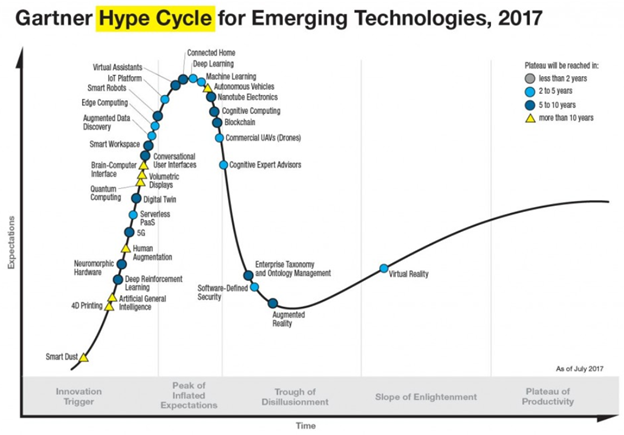 Gartner Hype Cycle for Emerging Technologies, 2017
Connected Home
Deep Learning
Virtual Assistants
Machine Learning
IoT Platform
Autonomous Vehicles
Smart Robots
Nanotube Electronics
Edge Computing
Cognitive Computing
Augmented Data
Discovery
Blockchain
Commercial UAVs (Drones)
Smart Workspace
Conversational
User Interfaces
Brain-Computer
Interface
Cognitive Expert Advisors
Volumetric
Displays
Quantum
Computing
Digital Twin
Serverless
PaaS
5G
Human
Augmentation
Neuromorphic
Hardware
Deep Reinforcement
Learning
Artificial General
Intelligence
4D Printing
Smart Dust
Enterprise Taxonomy
and Ontology Management
Software-Defined
Security
Augmented
Reality
Virtual Reality
Plateau will be reached in:
less than 2 years
2 to 5 years
5 to 10 years
more than 10 years
Expectations
As of July 2017
Innovation
Trigger
Peak of
Inflated
Expectations
Trough of
Disillusionment
Slope of Enlightenment
Plateau of
Productivity
Time